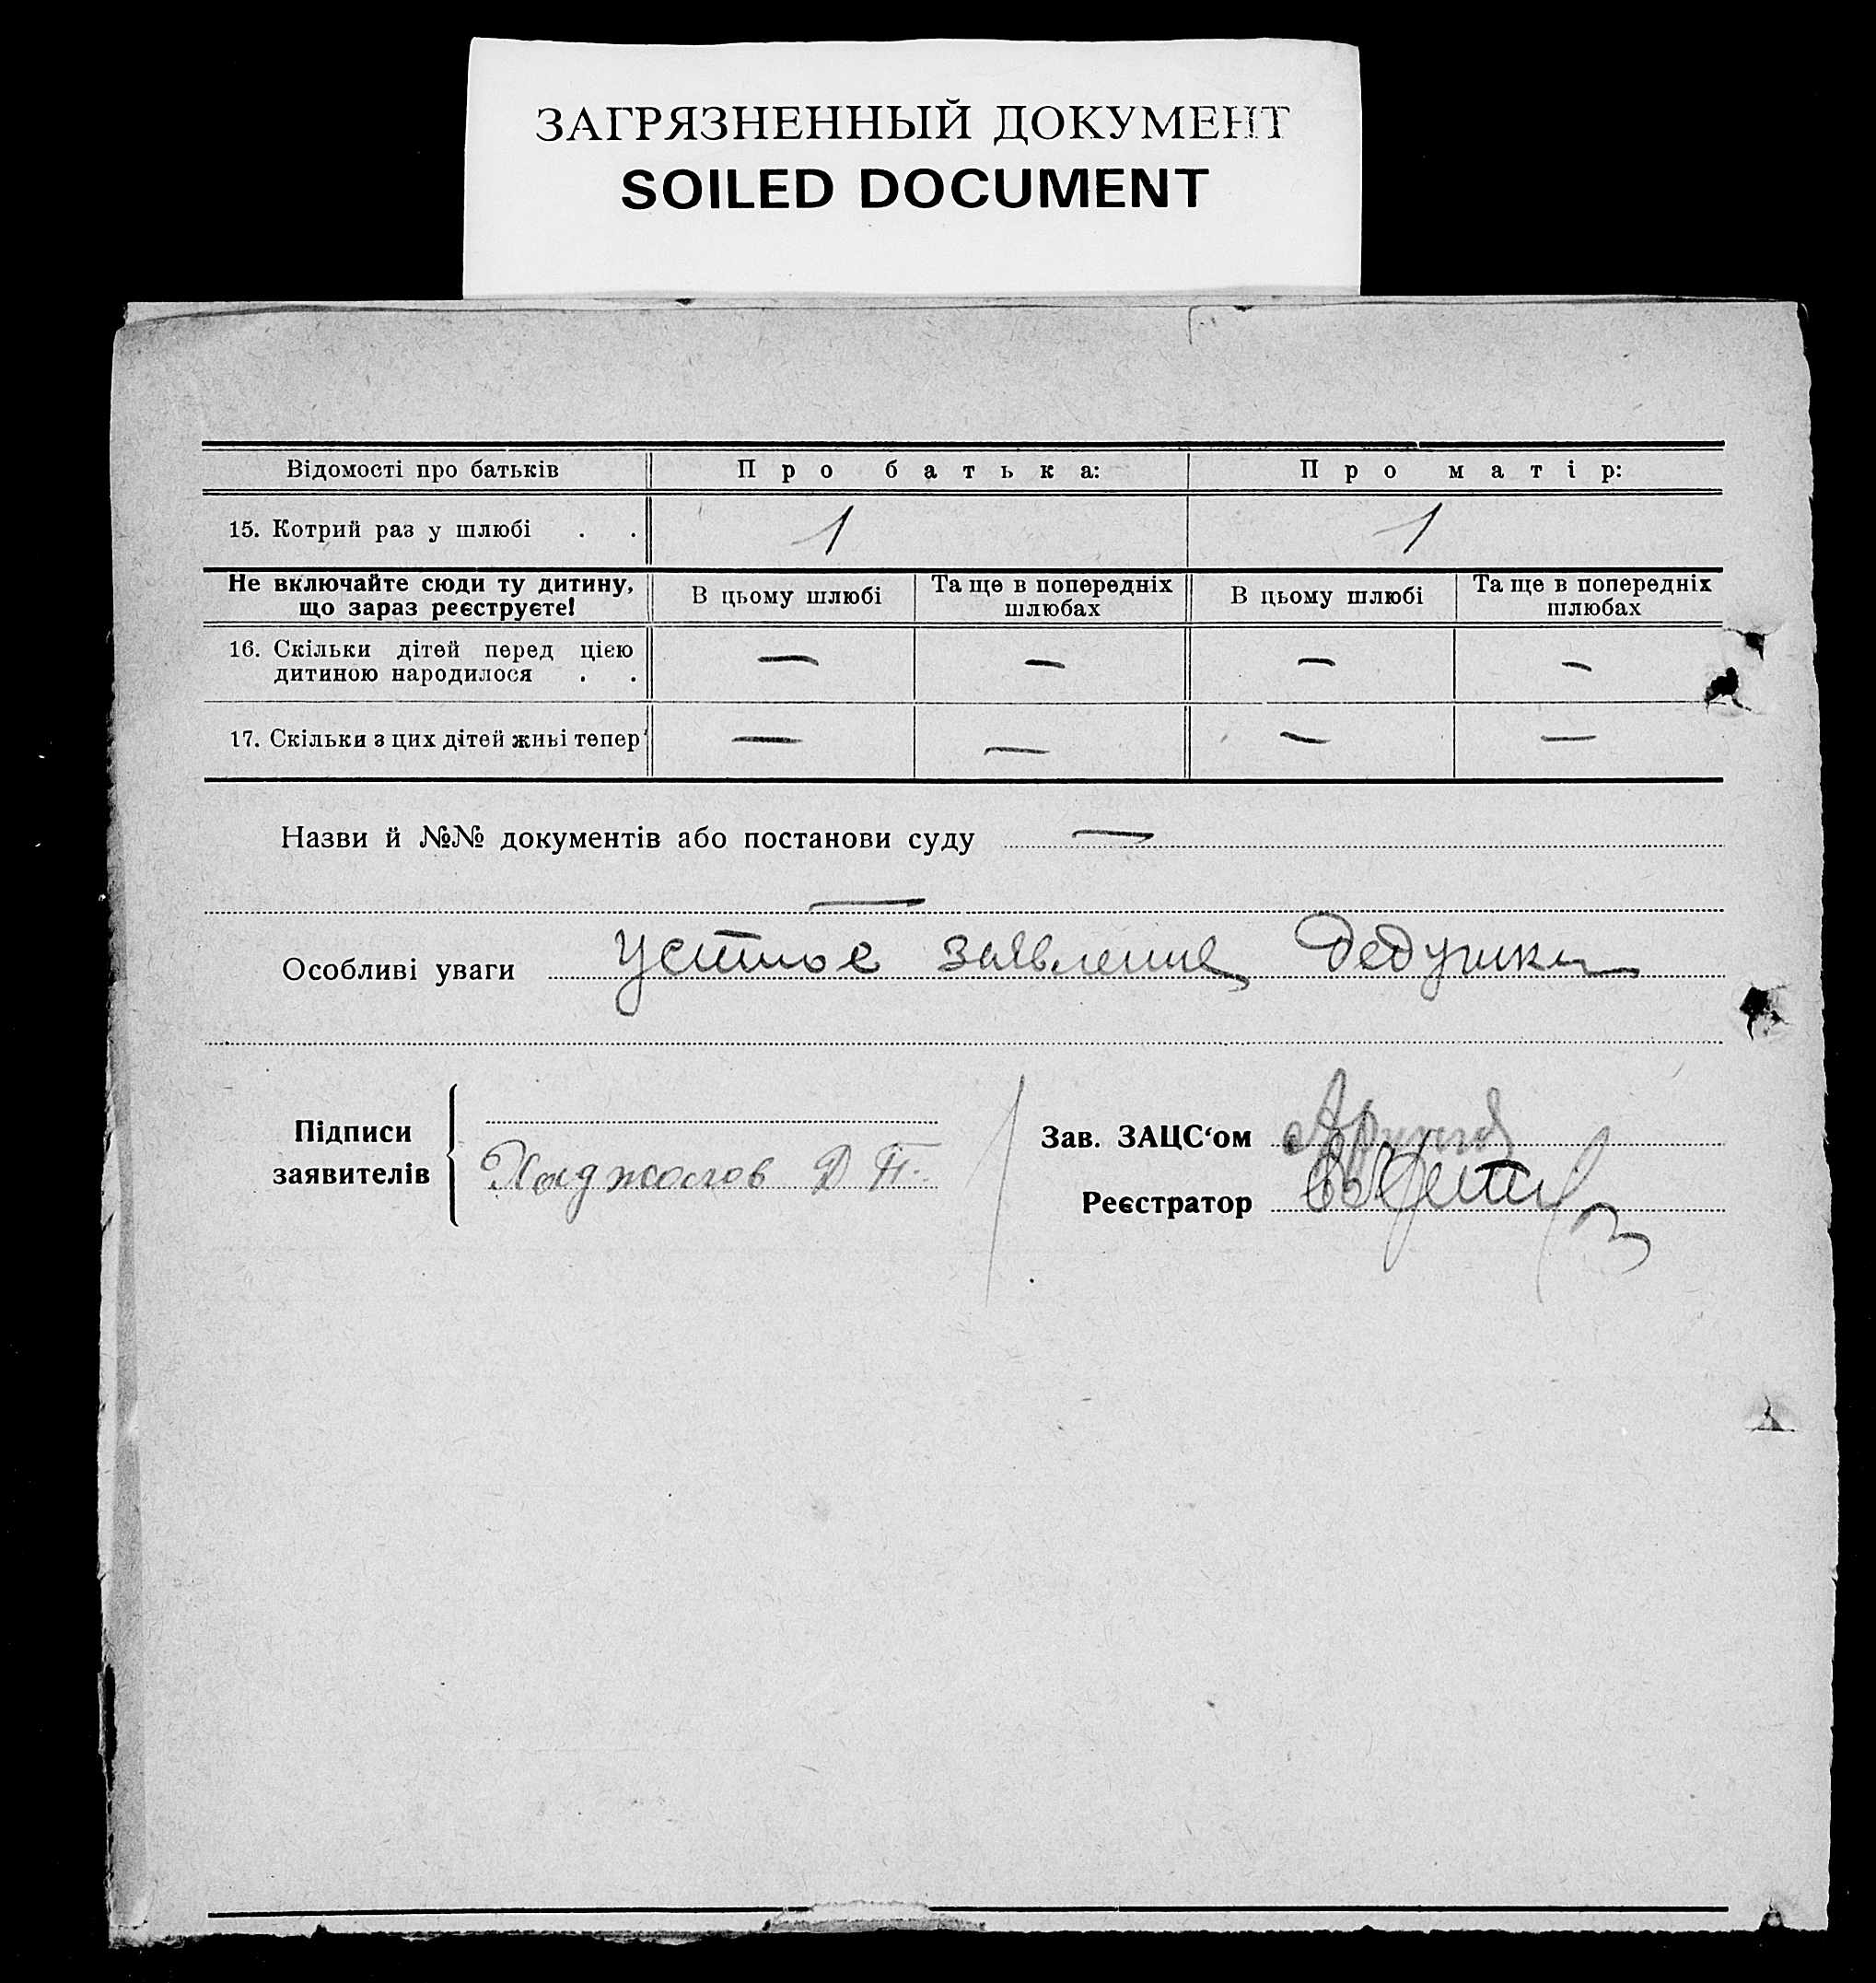 ЗАГРЯЗНЕННЫЙ ДОКУМЕНТ
SOILED DOCUMENT
Відомості про батьків Про батька: Про матір:
15. Котрий раз у шлюбі . . 1 1
Не включайте сюди ту дитину, що зараз реєструєте! В цьому шлюбі Та ще в попередніх шлюбах В цьому шлюбі Та ще в попередніх шлюбах
16. Скільки дітей перед цією
дитиною народилося . . — — — —
17. Скільки з цих дітей живі тепер — — — —
Назви й №№ документів або постанови суду —
—
Особливі уваги Устное заявление Дедушки
Підписи
заявителів
Хаджолов Д П.
Зав. ЗАЦС‘ом
Реєстратор